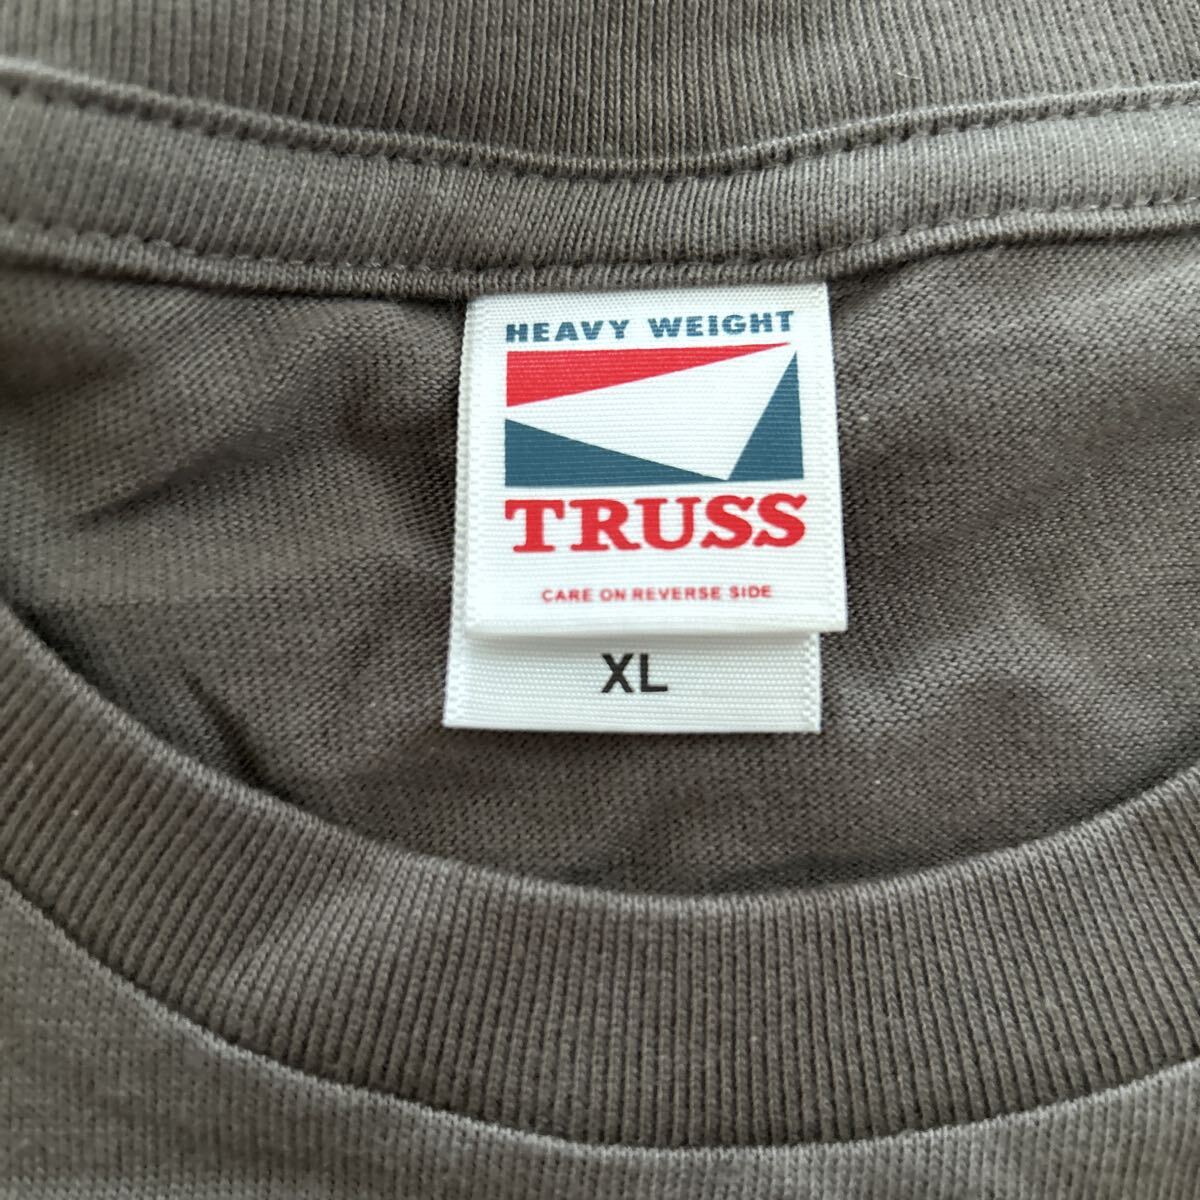 HEAVY WEIGHT
TRUSS
CARE ON REVERSE SIDE
XL